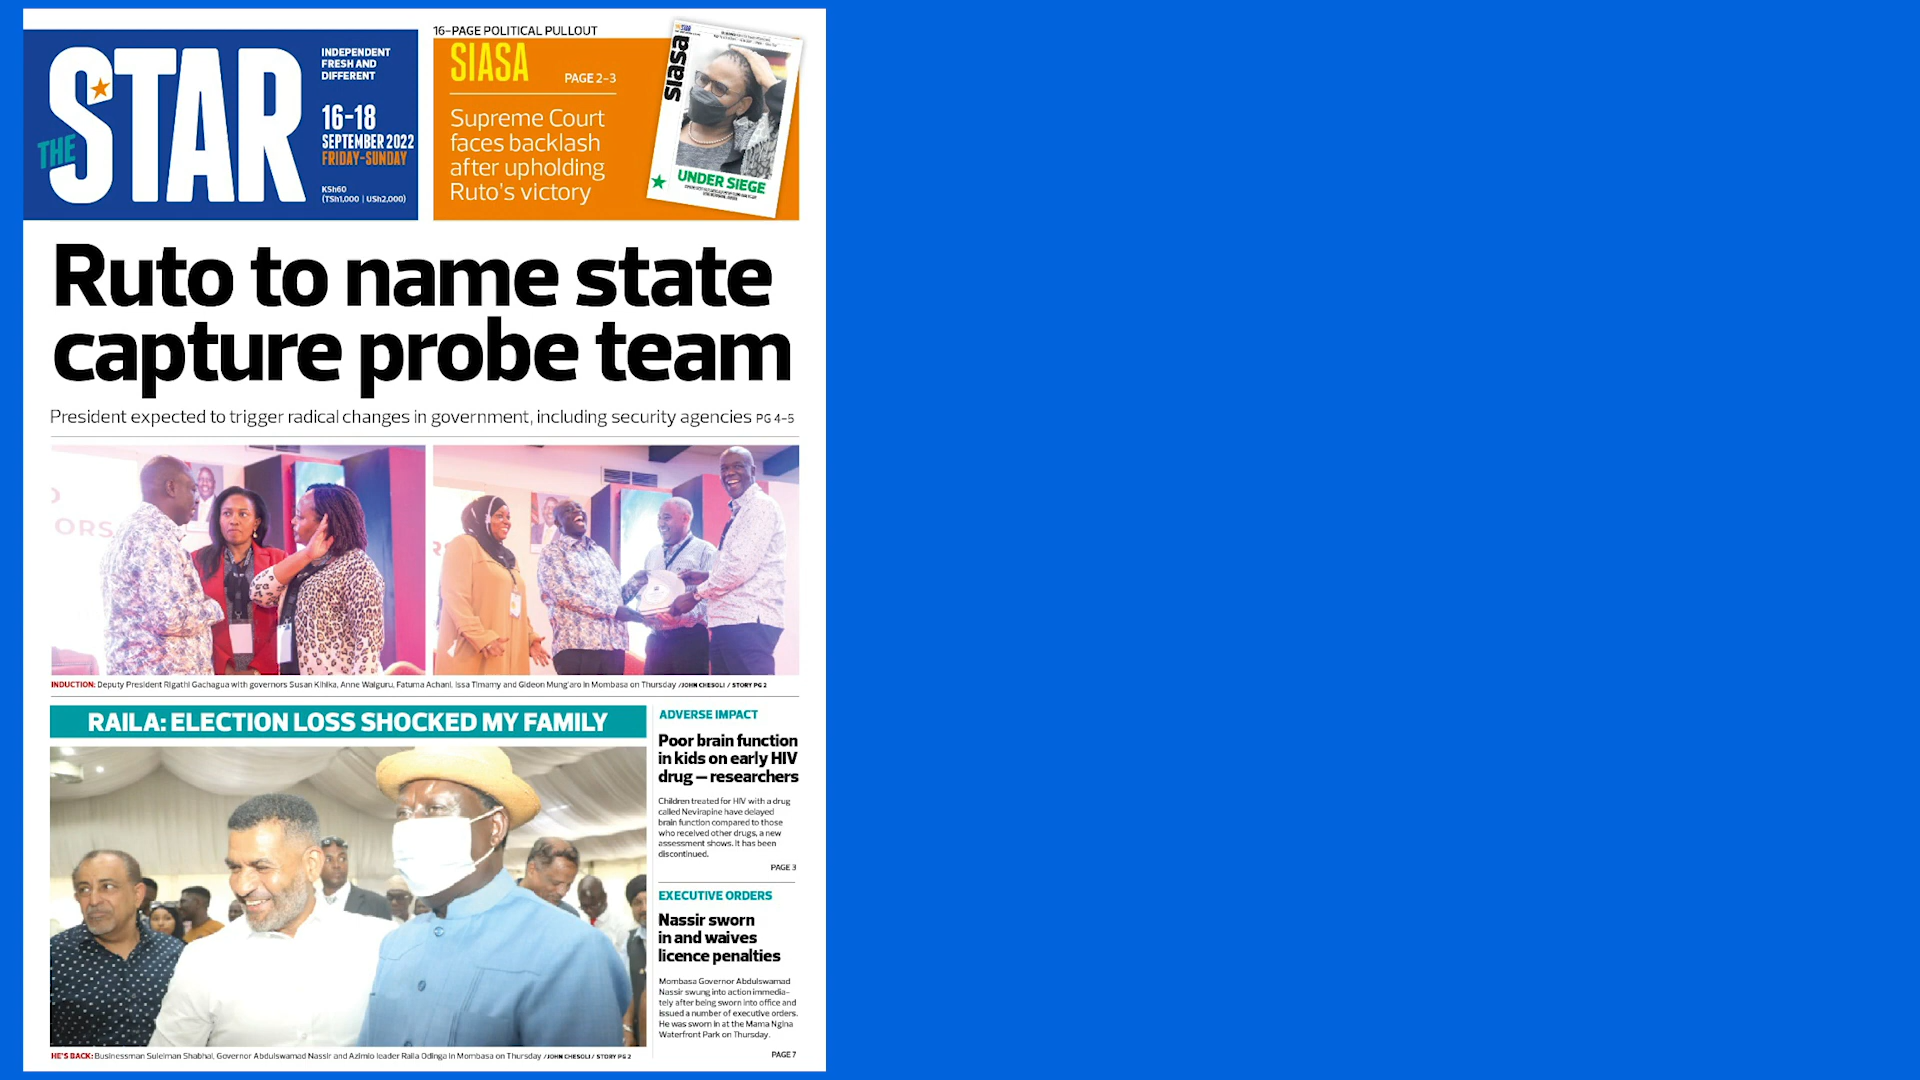 THE STAR
INDEPENDENT
FRESH AND
DIFFERENT
16-18
SEPTEMBER 2022
FRIDAY-SUNDAY
KSh60
(TSh1,000 | USh2,000)
16-PAGE POLITICAL PULLOUT
SIASA
PAGE 2-3
Supreme Court
faces backlash
after upholding
Ruto's victory
siasa
UNDER SIEGE
Ruto to name state
capture probe team
President expected to trigger radical changes in government, including security agencies PG 4-5
ORS
INDUCTION: Deputy President Rigathi Gachagua with governors Susan Kihika, Anne Waiguru, Fatuma Achani, Issa Timamy and Gideon Mung'aro in Mombasa on Thursday /JOHN CHESOLI / STORY PG 2
RAILA: ELECTION LOSS SHOCKED MY FAMILY
HE'S BACK: Businessman Suleiman Shahbal, Governor Abdulswamad Nassir and Azimio leader Raila Odinga in Mombasa on Thursday /JOHN CHESOLI / STORY PG 2
ADVERSE IMPACT
Poor brain function
in kids on early HIV
drug – researchers
Children treated for HIV with a drug
called Nevirapine have delayed
brain function compared to those
who received other drugs, a new
assessment shows. It has been
discontinued.
PAGE 3
EXECUTIVE ORDERS
Nassir sworn
in and waives
licence penalties
Mombasa Governor Abdulswamad
Nassir swung into action immedia-
tely after being sworn into office and
issued a number of executive orders.
He was sworn in at the Mama Ngina
Waterfront Park on Thursday.
PAGE 7